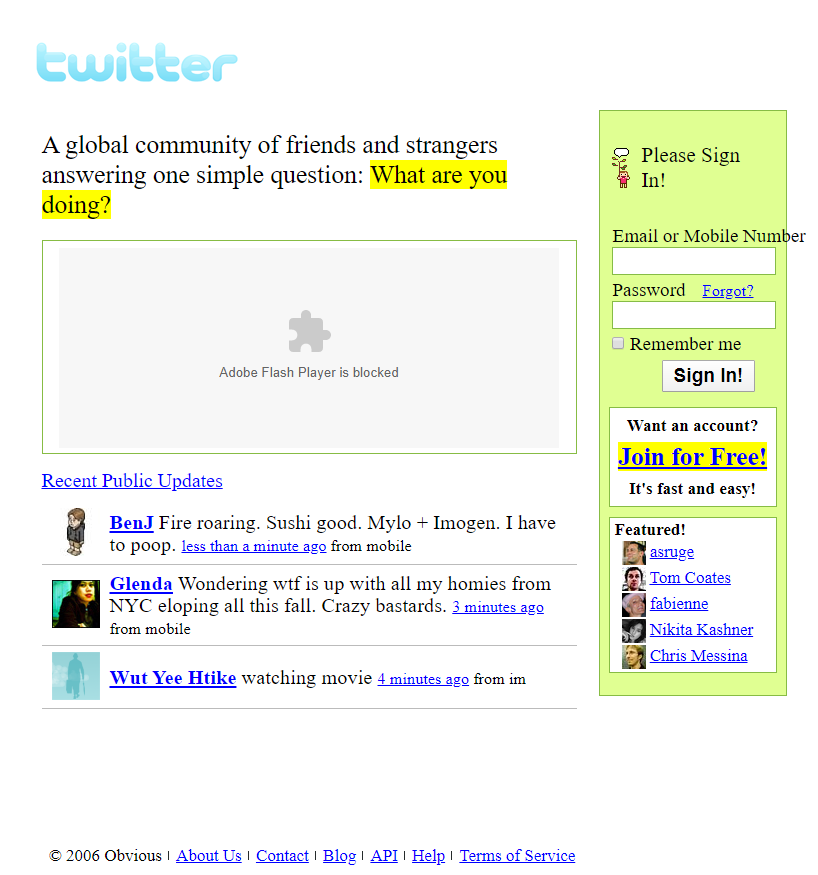 twitter
A global community of friends and strangers
answering one simple question: What are you
doing?
Adobe Flash Player is blocked
Recent Public Updates
BenJ Fire roaring. Sushi good. Mylo + Imogen. I have
to poop. less than a minute ago from mobile
Glenda Wondering wtf is up with all my homies from
NYC eloping all this fall. Crazy bastards. 3 minutes ago
from mobile
Wut Yee Htike watching movie 4 minutes ago from im
Please Sign
In!
Email or Mobile Number
Password Forgot?
Remember me
Sign In!
Want an account?
Join for Free!
It's fast and easy!
Featured!
asruge
Tom Coates
fabienne
Nikita Kashner
Chris Messina
© 2006 Obvious | About Us | Contact | Blog | API | Help | Terms of Service